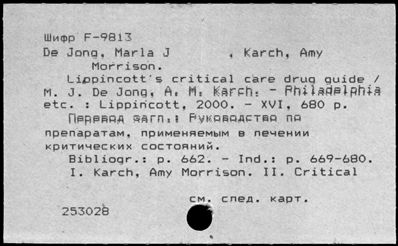 Шифр F-9813
De Jong, Marla J , Karch, Amy
Morrison.
Lippincott's critical care drug guide /
M. J. De Jong, A. M. Karch. - Philadelphia
etc. : Lippincott, 2000. - XVI, 680 p.
Перевод загл.: Руководство по
препаратам, применяемым в лечении
критических состояний.
Bibliogr.: p. 662. - Ind.: p. 669-680.
I. Karch, Amy Morrison. II. Critical
см. след. карт.
253028